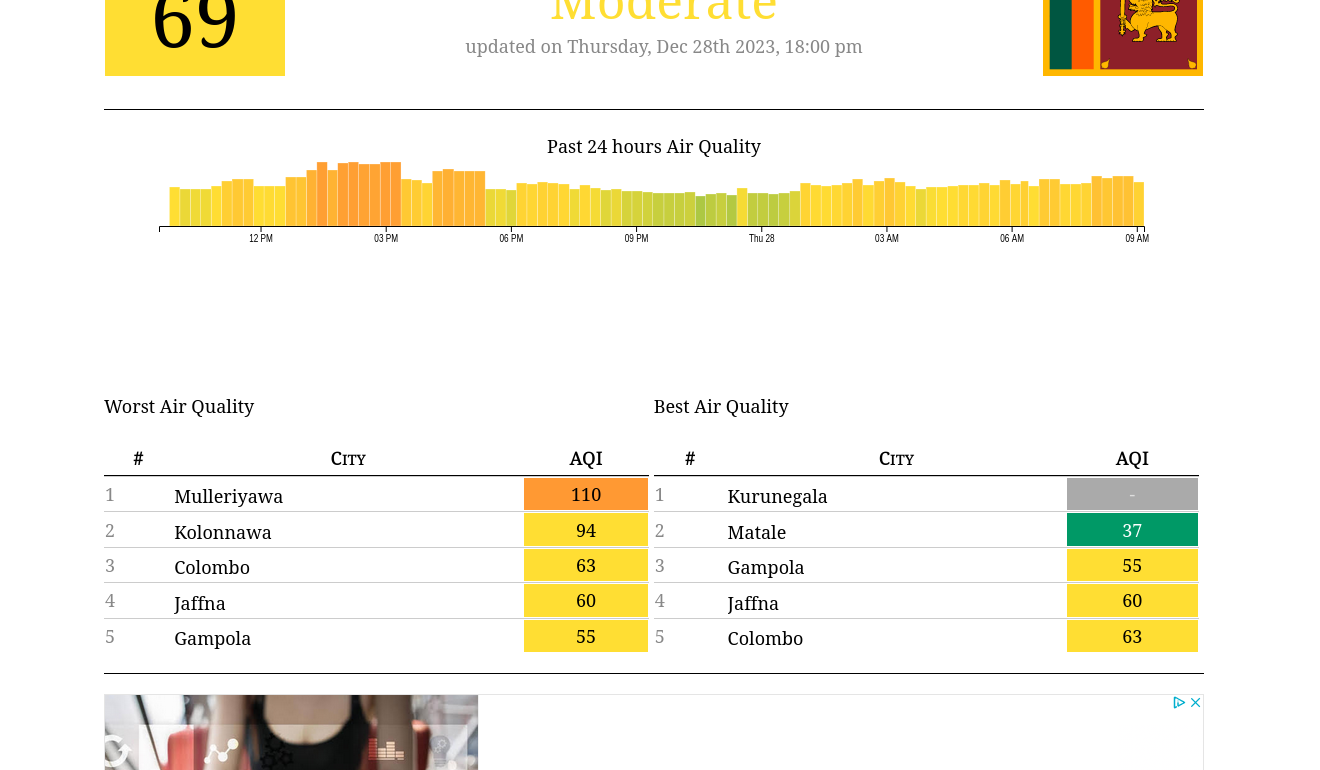 69
Moderate
updated on Thursday, Dec 28th 2023, 18:00 pm
Past 24 hours Air Quality
12 PM 03 PM 06 PM 09 PM Thu 28 03 AM 06 AM 09 AM
Worst Air Quality
# City AQI
1 Mulleriyawa 110
2 Kolonnawa 94
3 Colombo 63
4 Jaffna 60
5 Gampola 55
Best Air Quality
# City AQI
1 Kurunegala -
2 Matale 37
3 Gampola 55
4 Jaffna 60
5 Colombo 63